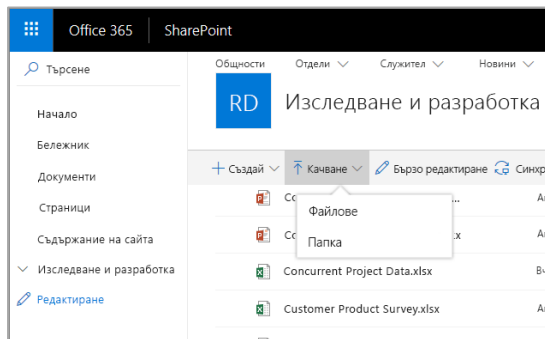 Office 365 SharePoint
Търсене
Общности Отдели Служител Новини
RD Изследване и разработка
Начало
Бележник
Документи
Страници
Съдържание на сайта
Изследване и разработка
Редактиране
+ Създай Качване Бързо редактиране
Файлове
Папка
Concurrent Project Data.xlsx
Customer Product Survey.xlsx